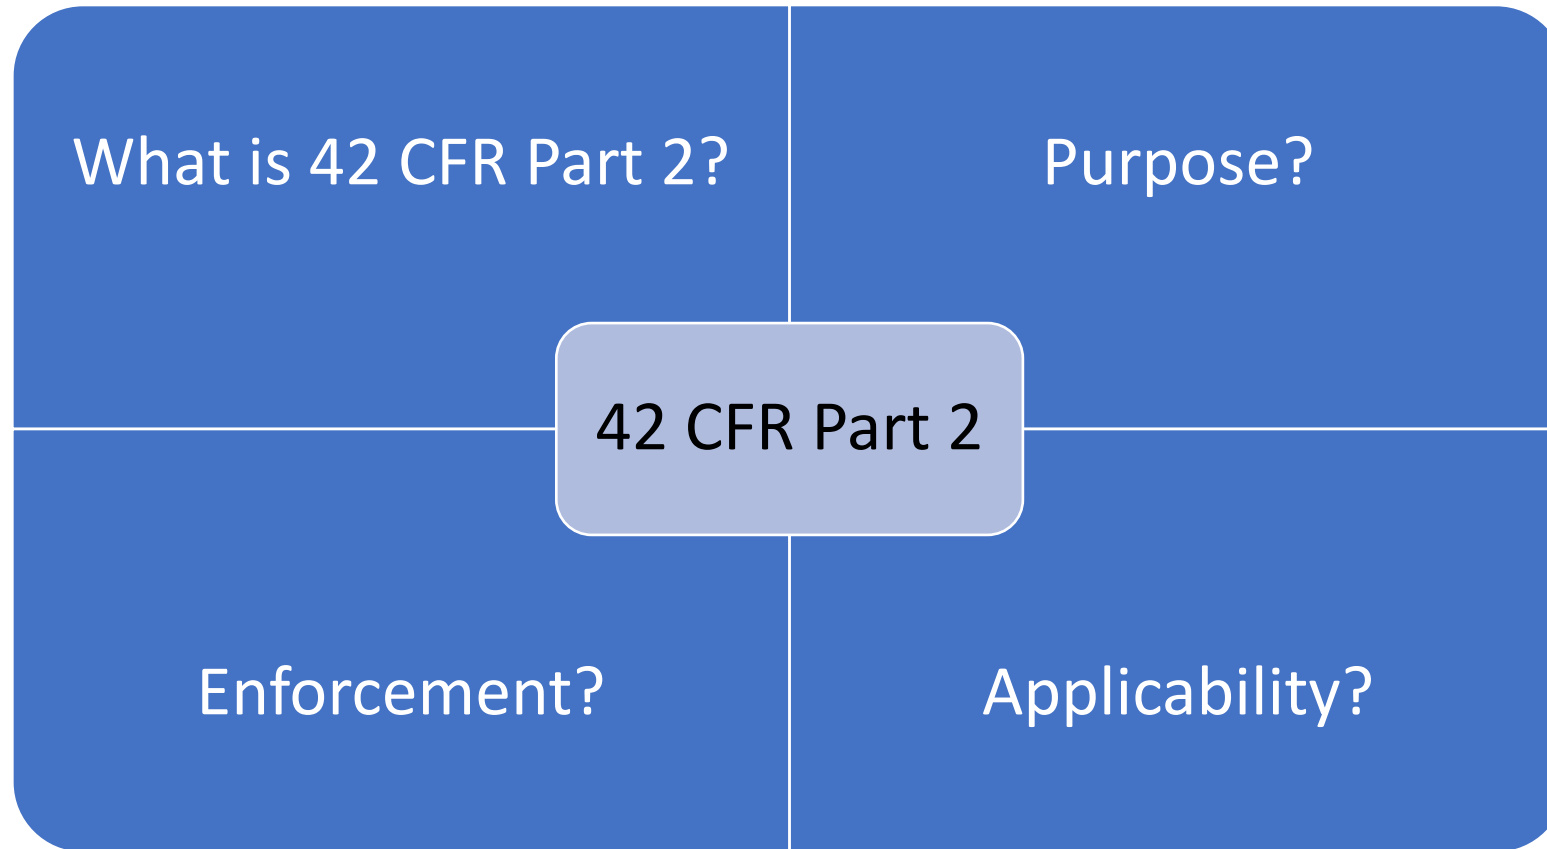 What is 42 CFR Part 2?
Purpose?
42 CFR Part 2
Enforcement?
Applicability?